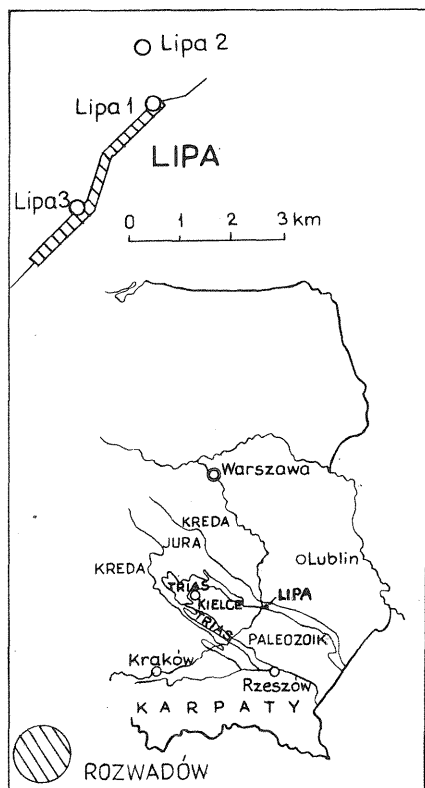 Lipa 2
Lipa 1
LIPA
Lipa3
0 1 2 3 km
Warszawa
KREDA
JURA
KREDA
Lublin
TRIAS
KIELCE
LIPA
TRIAS
PALEOZOIK
Kraków
Rzeszów
KARPATY
ROZWADÓW